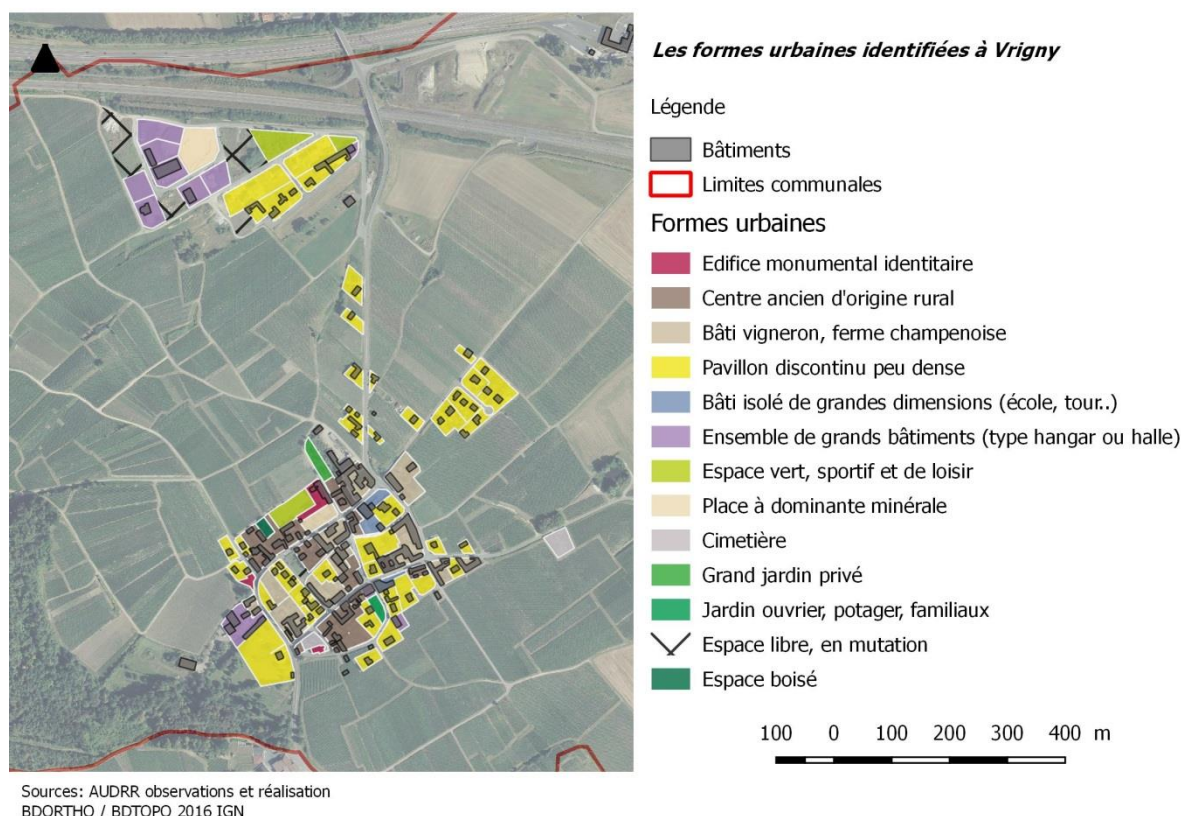 Les formes urbaines identifiées à Vrigny
Légende
Bâtiments
Limites communales
Formes urbaines
Edifice monumental identitaire
Centre ancien d'origine rural
Bâti vigneron, ferme champenoise
Pavillon discontinu peu dense
Bâti isolé de grandes dimensions (école, tour..)
Ensemble de grands bâtiments (type hangar ou halle)
Espace vert, sportif et de loisir
Place à dominante minérale
Cimetière
Grand jardin privé
Jardin ouvrier, potager, familiaux
Espace libre, en mutation
Espace boisé
100 0 100 200 300 400 m
Sources: AUDRR observations et réalisation
BDORTHO / BDTOPO 2016 IGN